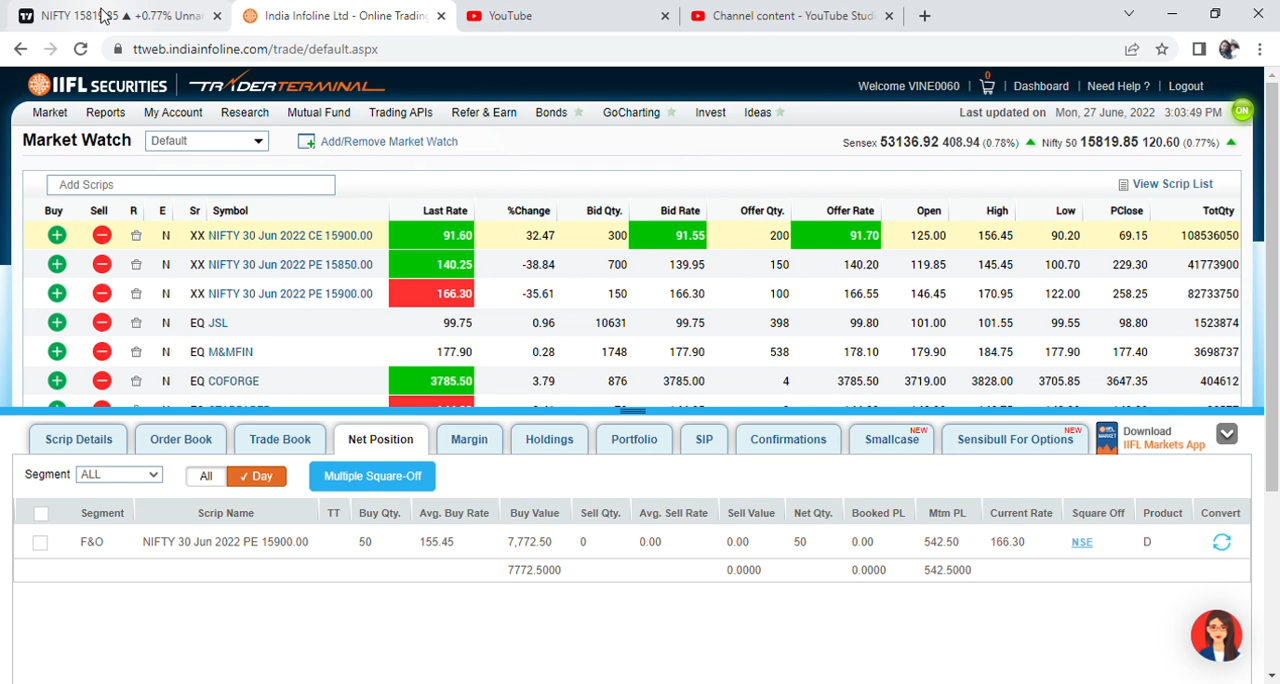 NIFTY 15819.85 ▲ +0.77% Unnar
India Infoline Ltd - Online Trading
YouTube
Channel content - YouTube Studi
ttweb.indiainfoline.com/trade/default.aspx
IIFL SECURITIES TRADERTERMINAL
Welcome VINE0060 | 0 | Dashboard | Need Help ? | Logout
Market Reports My Account Research Mutual Fund Trading APIs Refer & Earn Bonds GoCharting Invest Ideas Last updated on Mon, 27 June, 2022 3:03:49 PM ON
Market Watch Default Add/Remove Market Watch Sensex 53136.92 408.94 (0.78%) ▲ Nifty 50 15819.85 120.60 (0.77%) ▲
Add Scrips View Scrip List
Buy Sell R E Sr Symbol Last Rate %Change Bid Qty. Bid Rate Offer Qty. Offer Rate Open High Low PClose TotQty
N XX NIFTY 30 Jun 2022 CE 15900.00 91.60 32.47 300 91.55 200 91.70 125.00 156.45 90.20 69.15 108536050
N XX NIFTY 30 Jun 2022 PE 15850.00 140.25 -38.84 700 139.95 150 140.20 119.85 145.45 100.70 229.30 41773900
N XX NIFTY 30 Jun 2022 PE 15900.00 166.30 -35.61 150 166.30 100 166.55 146.45 170.95 122.00 258.25 82733750
N EQ JSL 99.75 0.96 10631 99.75 398 99.80 101.00 101.55 99.55 98.80 1523874
N EQ M&MFIN 177.90 0.28 1748 177.90 538 178.10 179.90 184.75 177.90 177.40 3698737
N EQ COFORGE 3785.50 3.79 876 3785.00 4 3785.50 3719.00 3828.00 3705.85 3647.35 404612
Scrip Details Order Book Trade Book Net Position Margin Holdings Portfolio SIP Confirmations Smallcase NEW Sensibull For Options NEW Download
IIFL Markets App
Segment ALL All ✓ Day Multiple Square-Off
Segment Scrip Name TT Buy Qty. Avg. Buy Rate Buy Value Sell Qty. Avg. Sell Rate Sell Value Net Qty. Booked PL Mtm PL Current Rate Square Off Product Convert
F&O NIFTY 30 Jun 2022 PE 15900.00 50 155.45 7,772.50 0 0.00 0.00 50 0.00 542.50 166.30 NSE D
7772.5000 0.0000 0.0000 542.5000